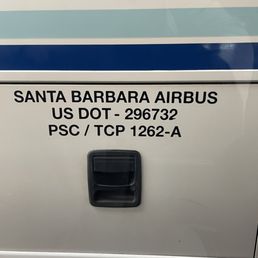 SANTA BARBARA AIRBUS
US DOT - 296732
PSC / TCP 1262-A